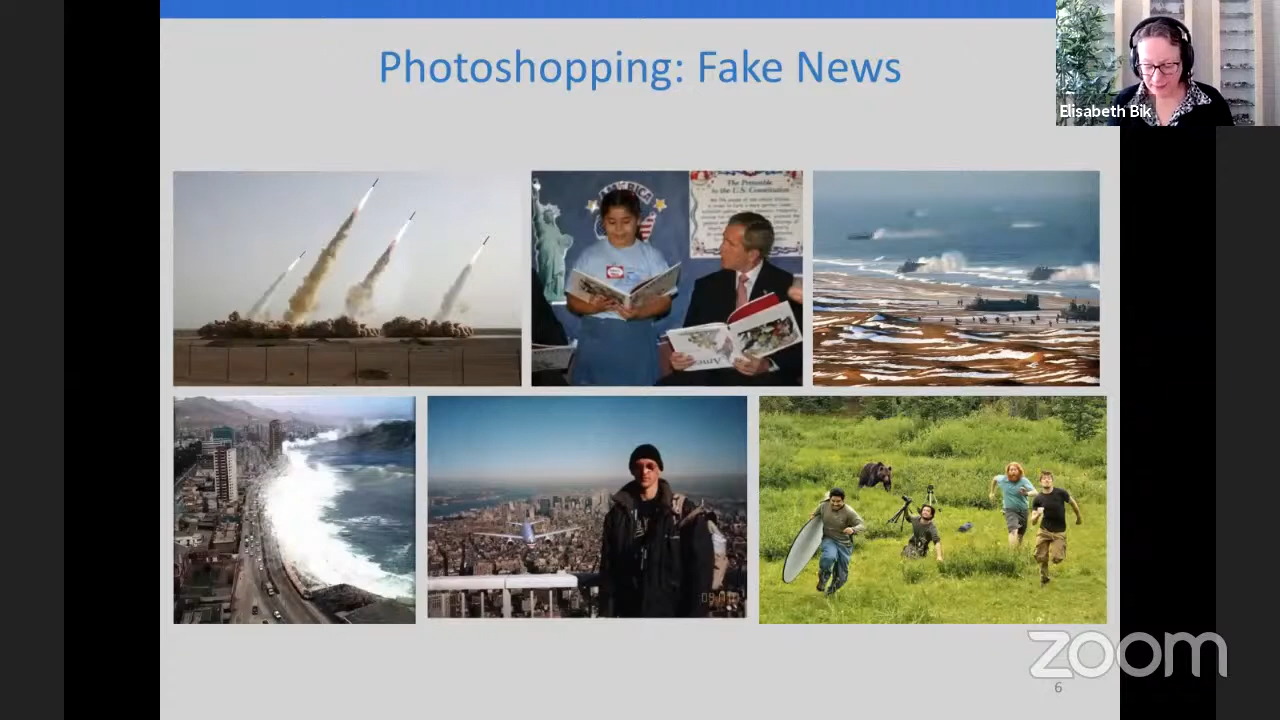 Photoshopping: Fake News
Elisabeth Bik
AMERICA
The Preamble
to the U.S. Constitution
zoom
6